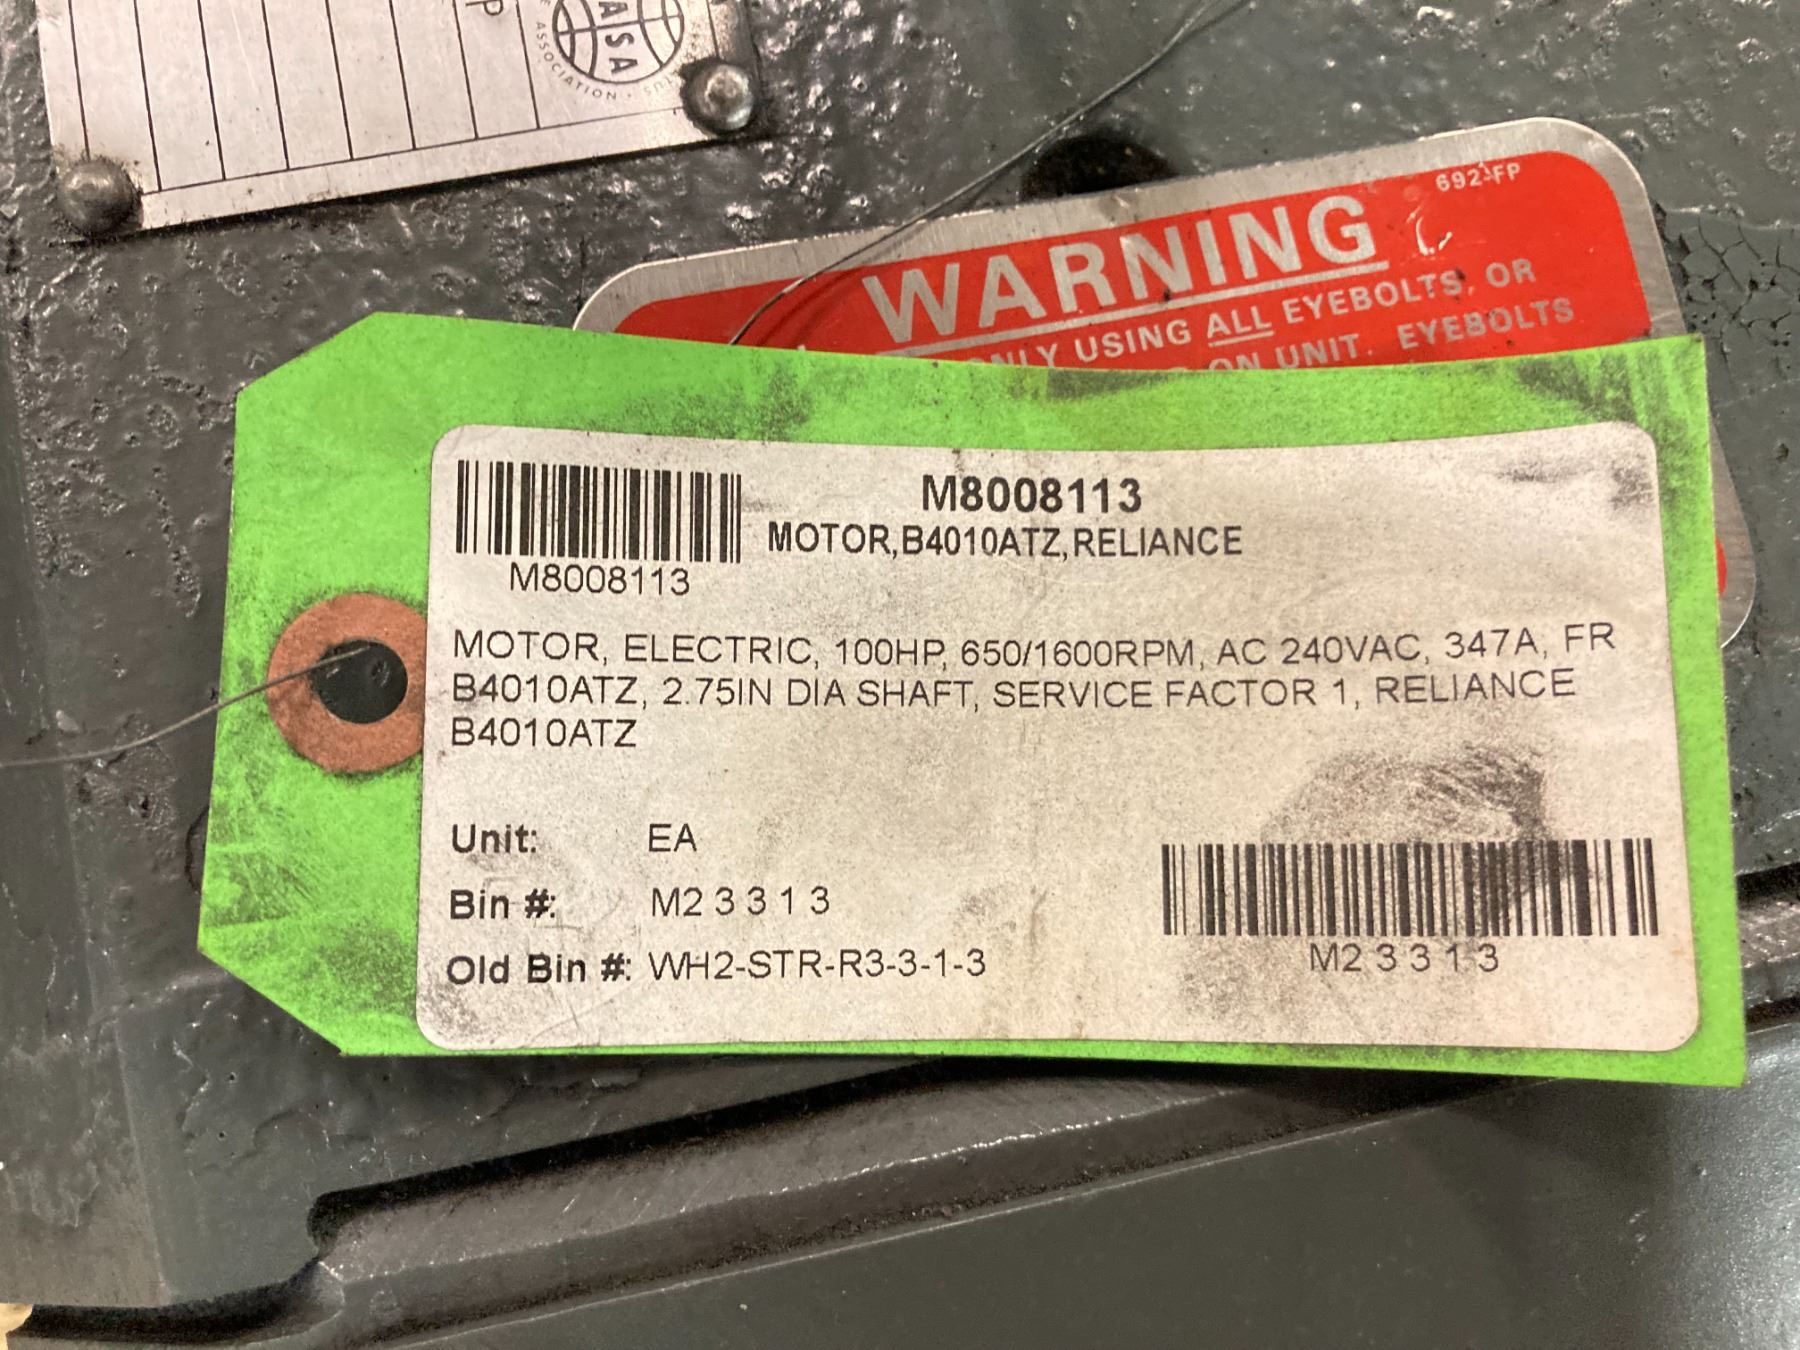 P
ASA
E ASSOCIATION
692-FP
WARNING
ONLY USING ALL EYEBOLTS, OR
ON UNIT. EYEBOLTS
M8008113
MOTOR,B4010ATZ,RELIANCE
M8008113
MOTOR, ELECTRIC, 100HP, 650/1600RPM, AC 240VAC, 347A, FR
B4010ATZ, 2.75IN DIA SHAFT, SERVICE FACTOR 1, RELIANCE
B4010ATZ
Unit: EA
Bin #: M2 3 3 1 3
Old Bin #: WH2-STR-R3-3-1-3
M2 3 3 1 3